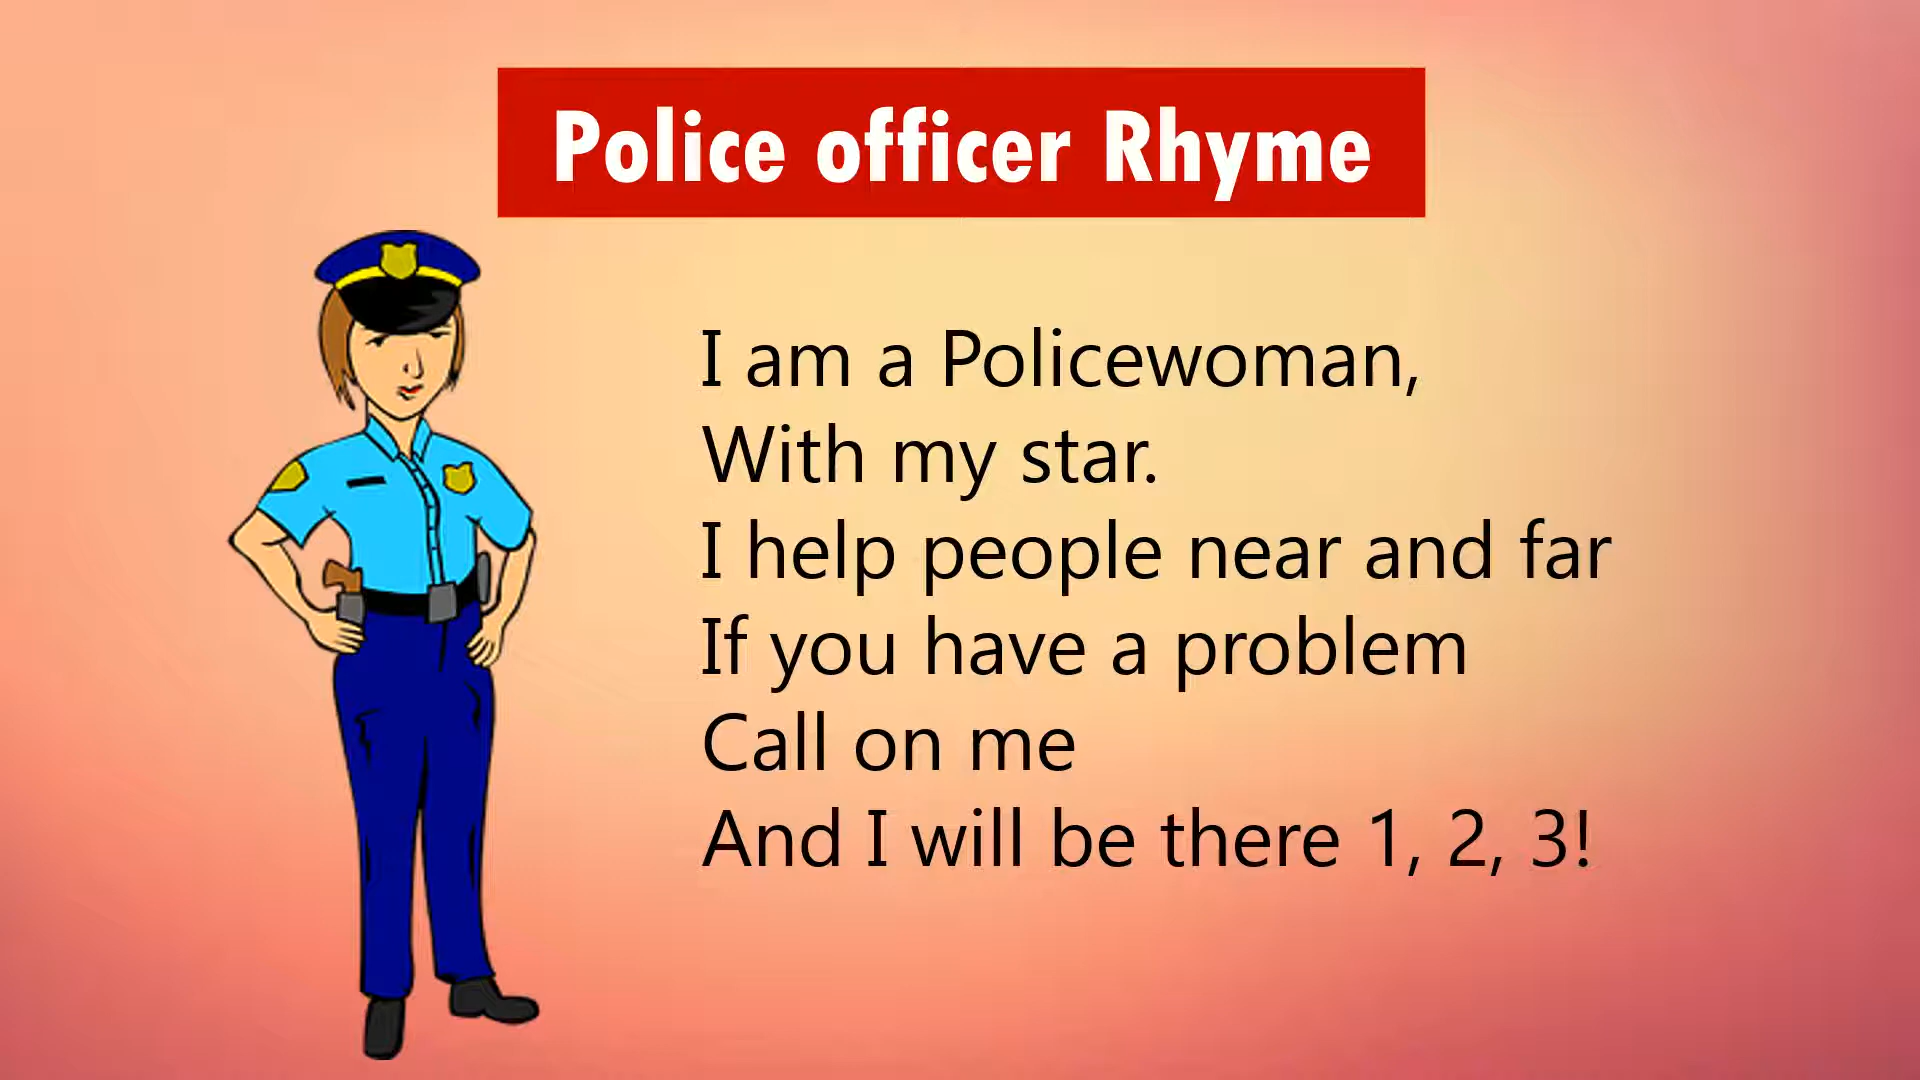 Police officer Rhyme
I am a Policewoman,
With my star.
I help people near and far
If you have a problem
Call on me
And I will be there 1, 2, 3!